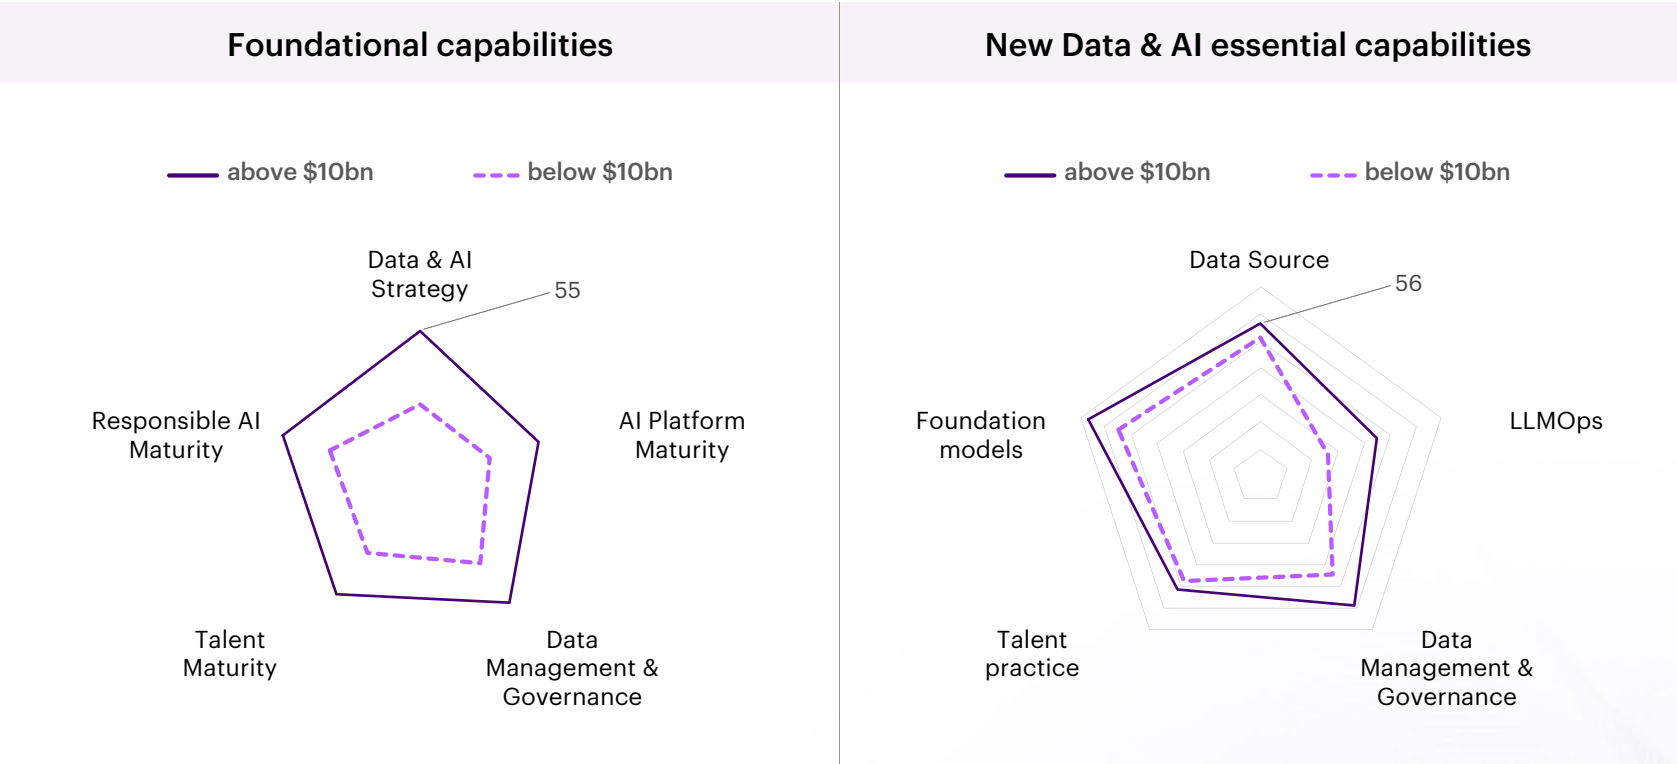 Foundational capabilities
above $10bn
below $10bn
Data & AI
Strategy
55
Responsible AI
Maturity
AI Platform
Maturity
Talent
Maturity
Data
Management &
Governance
New Data & AI essential capabilities
above $10bn
below $10bn
Data Source
56
Foundation
models
LLMOps
Talent
practice
Data
Management &
Governance